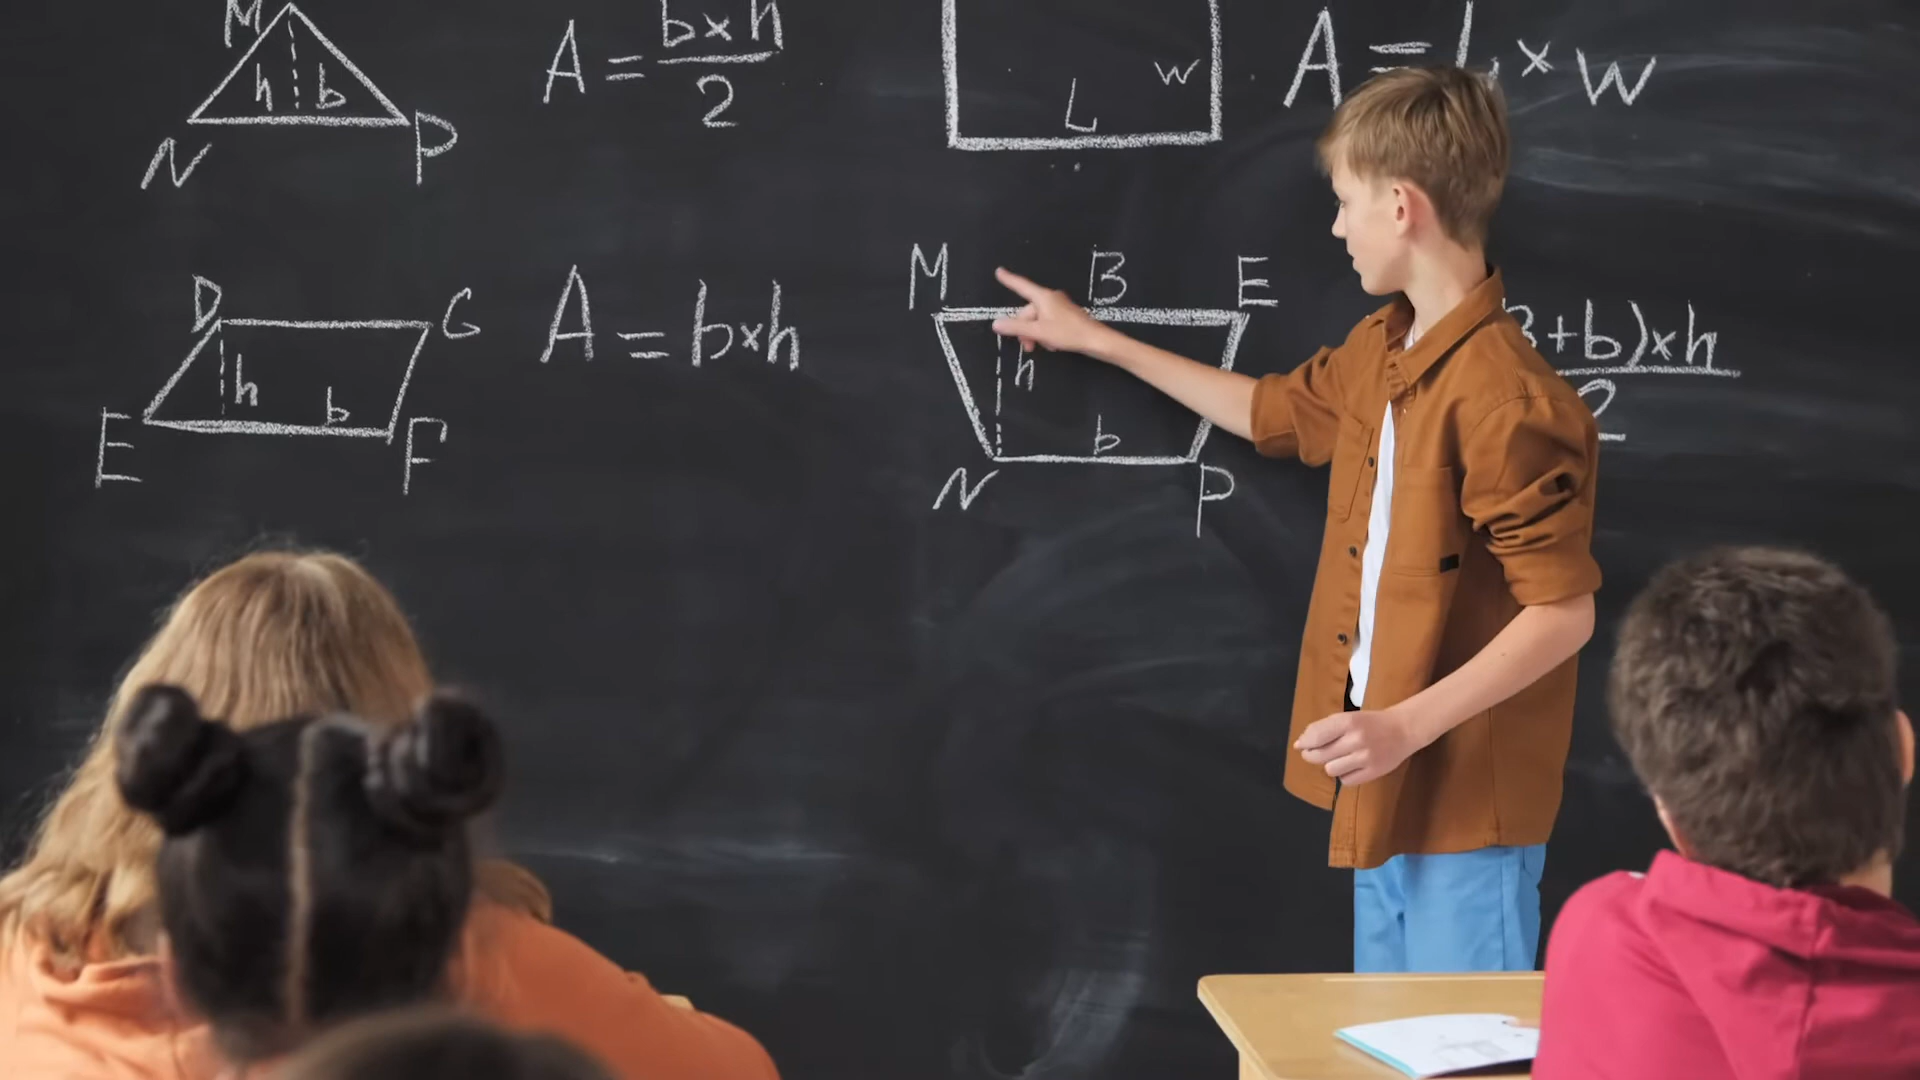 M
h b
N P
A = b×h
2
L w
A = L × w
D G
h b
E F
A = b×h
M B E
h
b
N P
B+b)×h
2